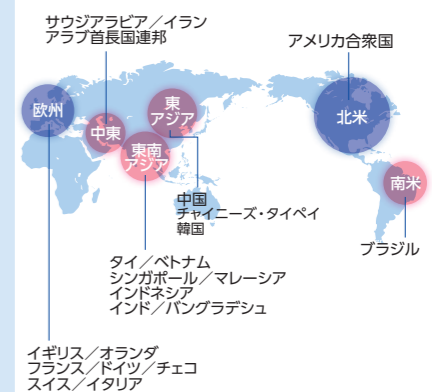 サウジアラビア／イラン
アラブ首長国連邦
アメリカ合衆国
欧州
中東
東
アジア
東南
アジア
北米
南米
中国
チャイニーズ・タイペイ
韓国
ブラジル
タイ／ベトナム
シンガポール／マレーシア
インドネシア
インド／バングラデシュ
イギリス／オランダ
フランス／ドイツ／チェコ
スイス／イタリア